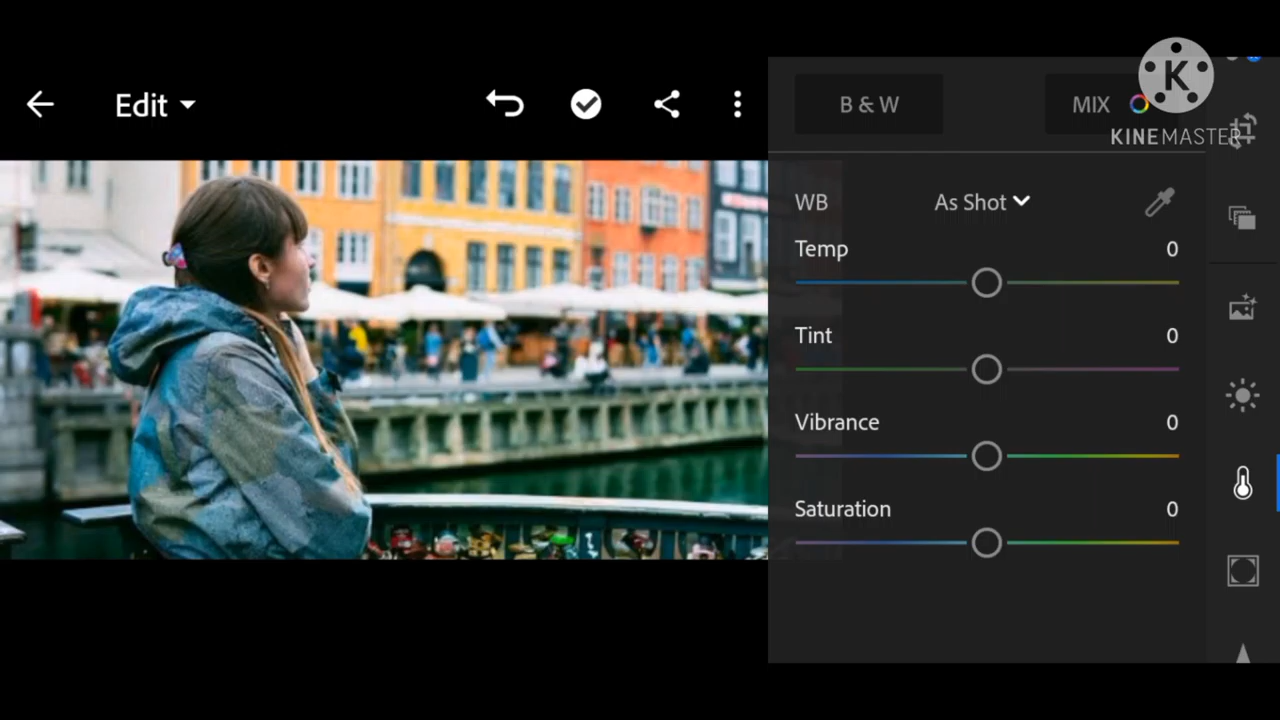 Edit
B & W
MIX
KINEMASTER
WB
As Shot
Temp
0
Tint
0
Vibrance
0
Saturation
0